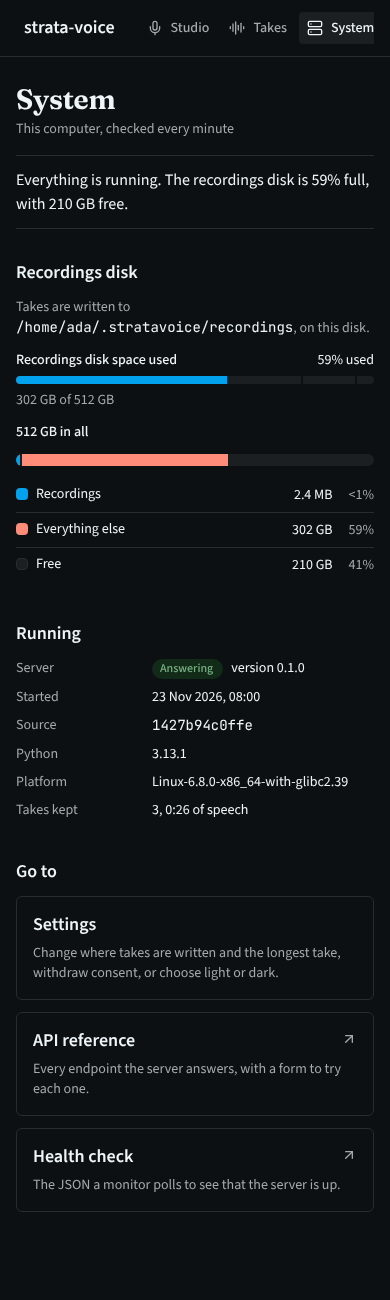 strata-voice
Studio
Takes
System
System
This computer, checked every minute
Everything is running. The recordings disk is 59% full,
with 210 GB free.
Recordings disk
Takes are written to
/home/ada/.stratavoice/recordings, on this disk.
Recordings disk space used
59% used
302 GB of 512 GB
512 GB in all
Recordings 2.4 MB <1%
Everything else 302 GB 59%
Free 210 GB 41%
Running
Server Answering version 0.1.0
Started 23 Nov 2026, 08:00
Source 1427b94c0ffe
Python 3.13.1
Platform Linux-6.8.0-x86_64-with-glibc2.39
Takes kept 3, 0:26 of speech
Go to
Settings
Change where takes are written and the longest take,
withdraw consent, or choose light or dark.
API reference
Every endpoint the server answers, with a form to try
each one.
Health check
The JSON a monitor polls to see that the server is up.